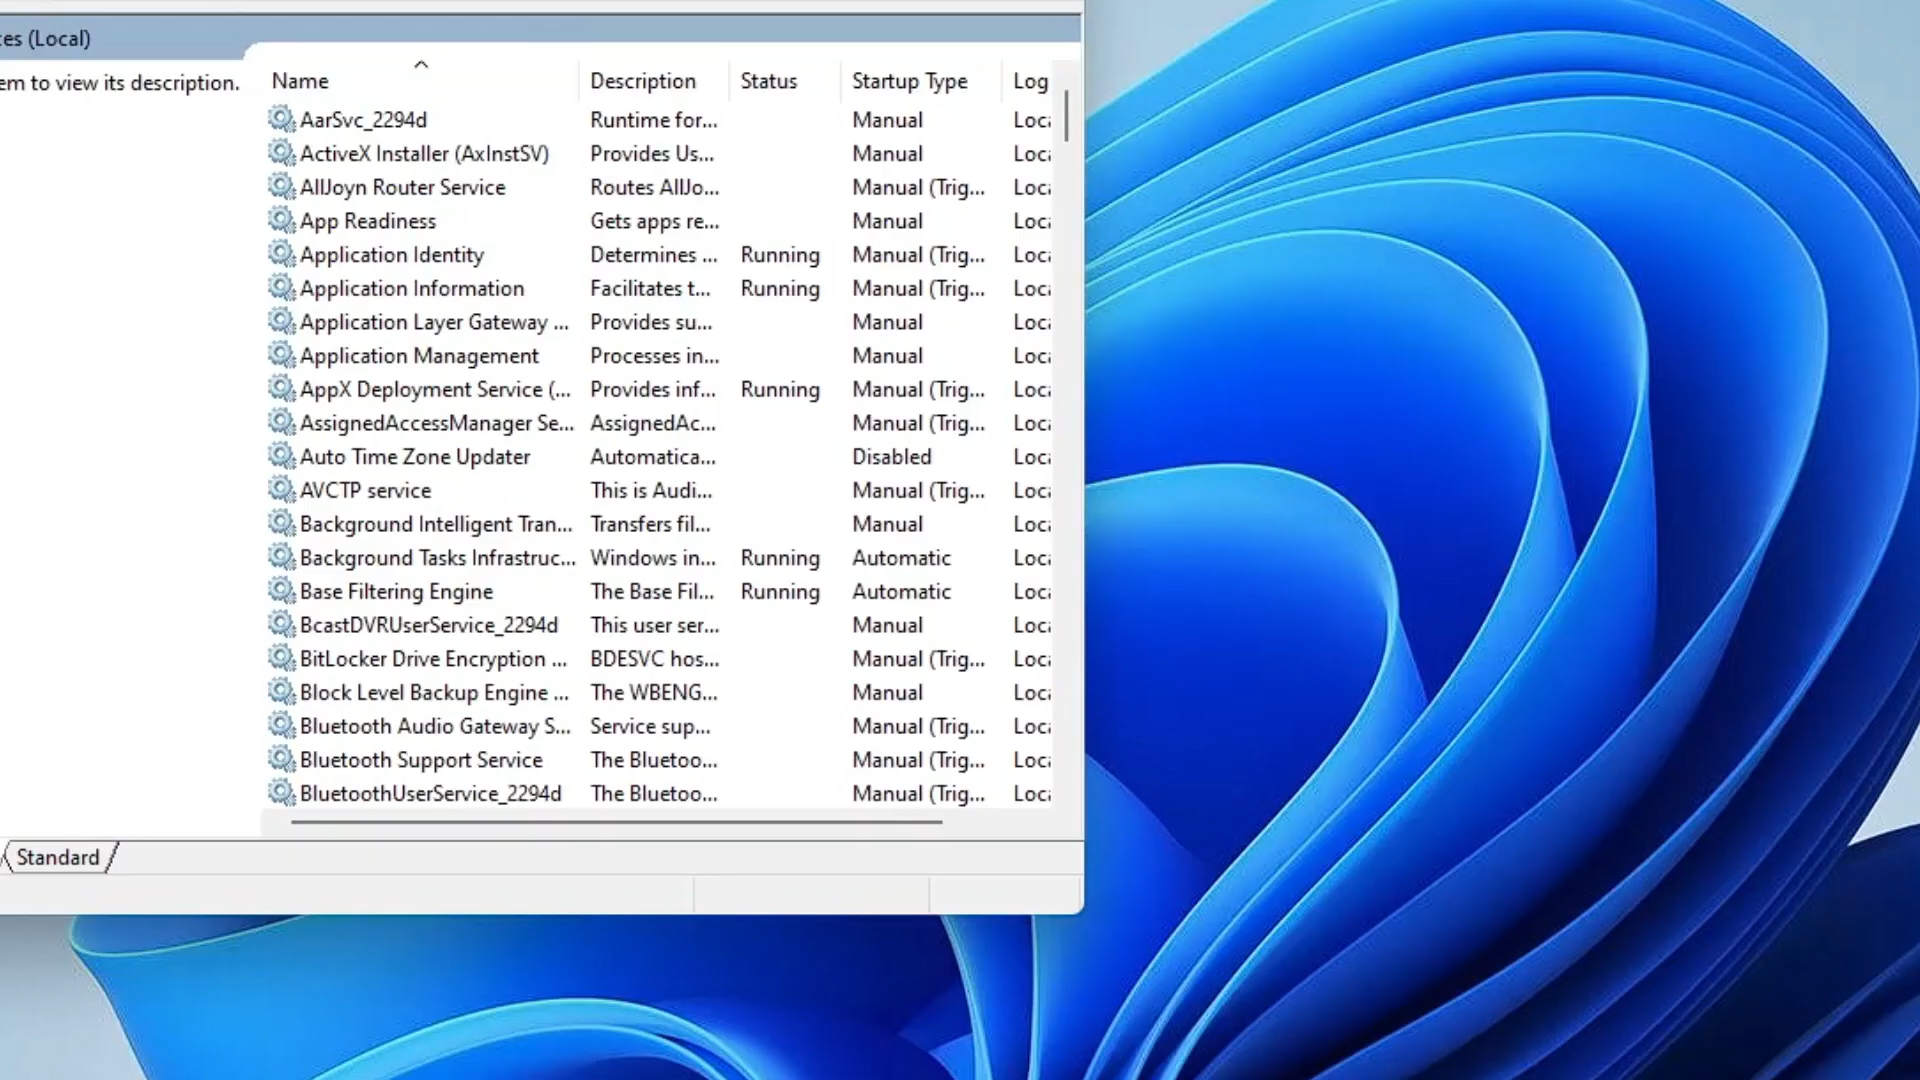 ces (Local)
em to view its description.
Name Description Status Startup Type Log
AarSvc_2294d Runtime for... Manual Loca
ActiveX Installer (AxInstSV) Provides Us... Manual Loca
AllJoyn Router Service Routes AllJo... Manual (Trig... Loca
App Readiness Gets apps re... Manual Loca
Application Identity Determines ... Running Manual (Trig... Loca
Application Information Facilitates t... Running Manual (Trig... Loca
Application Layer Gateway ... Provides su... Manual Loca
Application Management Processes in... Manual Loca
AppX Deployment Service (... Provides inf... Running Manual (Trig... Loca
AssignedAccessManager Se... AssignedAc... Manual (Trig... Loca
Auto Time Zone Updater Automatica... Disabled Loca
AVCTP service This is Audi... Manual (Trig... Loca
Background Intelligent Tran... Transfers fil... Manual Loca
Background Tasks Infrastruc... Windows in... Running Automatic Loca
Base Filtering Engine The Base Fil... Running Automatic Loca
BcastDVRUserService_2294d This user ser... Manual Loca
BitLocker Drive Encryption ... BDESVC hos... Manual (Trig... Loca
Block Level Backup Engine ... The WBENG... Manual Loca
Bluetooth Audio Gateway S... Service sup... Manual (Trig... Loca
Bluetooth Support Service The Bluetoo... Manual (Trig... Loca
BluetoothUserService_2294d The Bluetoo... Manual (Trig... Loca
Standard